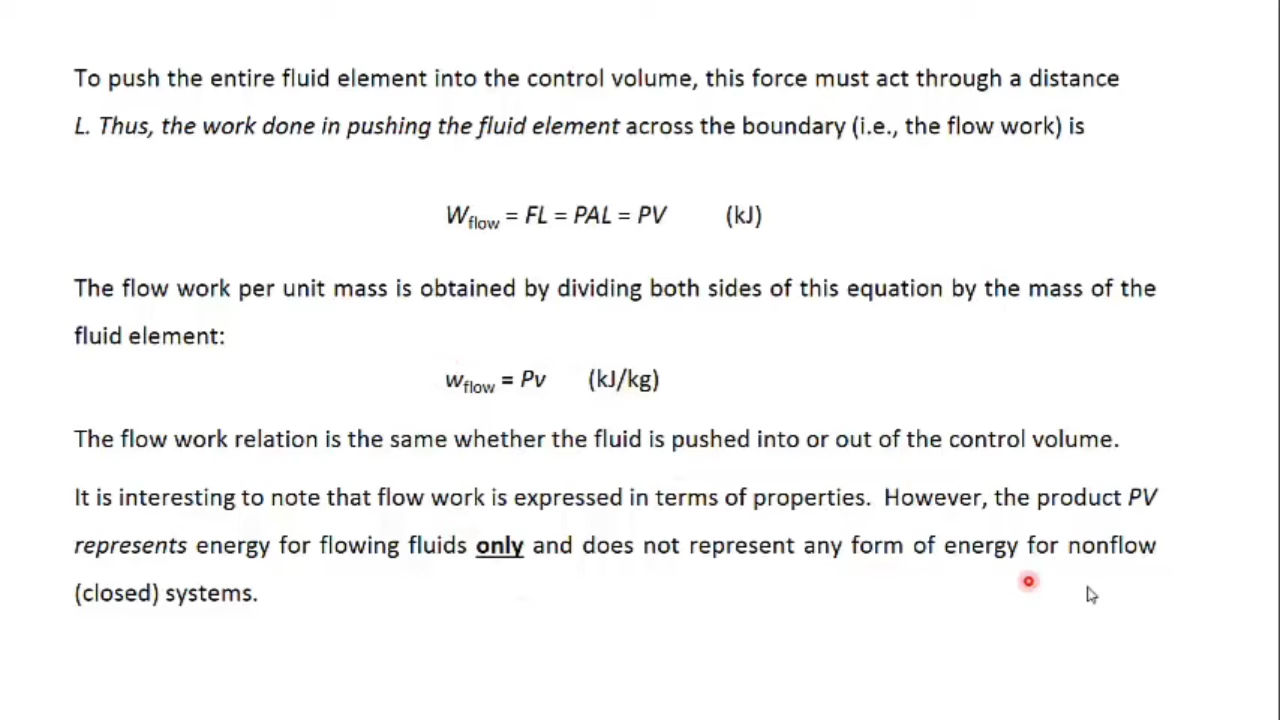 To push the entire fluid element into the control volume, this force must act through a distance
L. Thus, the work done in pushing the fluid element across the boundary (i.e., the flow work) is
Wflow = FL = PAL = PV (kJ)
The flow work per unit mass is obtained by dividing both sides of this equation by the mass of the
fluid element:
wflow = Pv (kJ/kg)
The flow work relation is the same whether the fluid is pushed into or out of the control volume.
It is interesting to note that flow work is expressed in terms of properties. However, the product PV
represents energy for flowing fluids only and does not represent any form of energy for nonflow
(closed) systems.